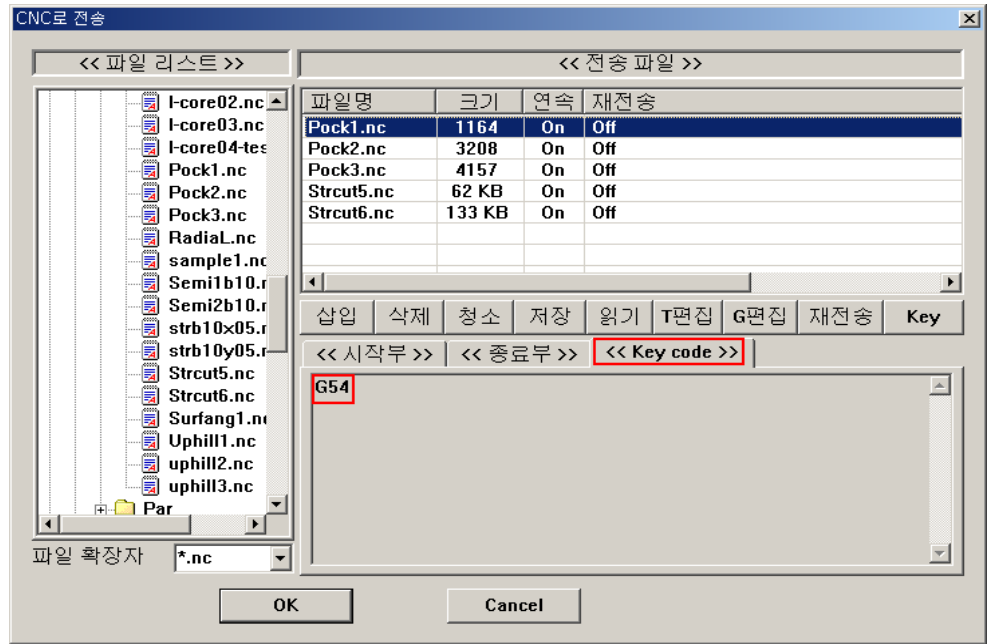 CNC로 전송
<< 파일 리스트 >>
I-core02.nc
I-core03.nc
I-core04-tes
Pock1.nc
Pock2.nc
Pock3.nc
RadiaL.nc
sample1.nc
Semi1b10.r
Semi2b10.r
strb10x05.r
strb10y05.r
Strcut5.nc
Strcut6.nc
Surfang1.n
Uphill1.nc
uphill2.nc
uphill3.nc
Par
파일 확장자 *.nc
<< 전송 파일 >>
파일명 크기 연속 재전송
Pock1.nc 1164 On Off
Pock2.nc 3208 On Off
Pock3.nc 4157 On Off
Strcut5.nc 62 KB On Off
Strcut6.nc 133 KB On Off
삽입 삭제 청소 저장 읽기 T편집 G편집 재전송 Key
<< 시작부 >> << 종료부 >> << Key code >>
G54
OK Cancel